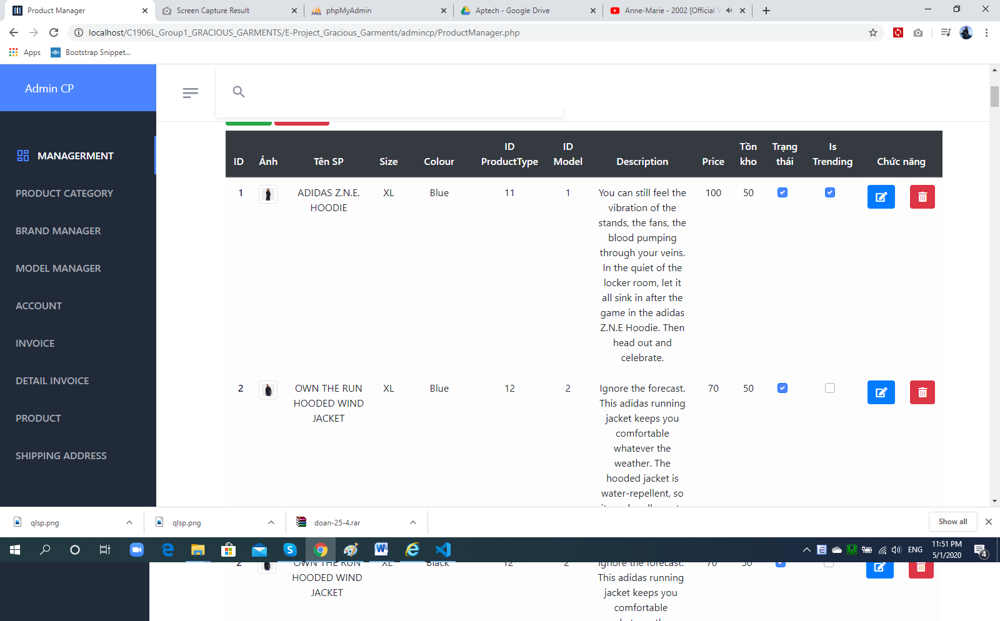 Product Manager
Screen Capture Result
phpMyAdmin
Aptech - Google Drive
Anne-Marie - 2002 [Official
localhost/C1906L_Group1_GRACIOUS_GARMENTS/E-Project_Gracious_Garments/admincp/ProductManager.php
Apps
Bootstrap Snippet...
Admin CP
MANAGERMENT
PRODUCT CATEGORY
BRAND MANAGER
MODEL MANAGER
ACCOUNT
INVOICE
DETAIL INVOICE
PRODUCT
SHIPPING ADDRESS
ID Ảnh Tên SP Size Colour ID ProductType ID Model Description Price Tồn kho Trạng thái Is Trending Chức năng
1 ADIDAS Z.N.E. XL Blue 11 1 You can still feel the 100 50
HOODIE vibration of the
stands, the fans, the
blood pumping
through your veins.
In the quiet of the
locker room, let it
all sink in after the
game in the adidas
Z.N.E Hoodie. Then
head out and
celebrate.
2 OWN THE RUN XL Blue 12 2 Ignore the forecast. 70 50
HOODED WIND This adidas running
JACKET jacket keeps you
comfortable
whatever the
weather. The
hooded jacket is
water-repellent, so
qlsp.png
qlsp.png
doan-25-4.rar
Show all
ENG
11:51 PM
5/1/2020
4
2 OWN THE RUN XL Black 12 2 Ignore the forecast. 70 50
HOODED WIND This adidas running
JACKET jacket keeps you
comfortable